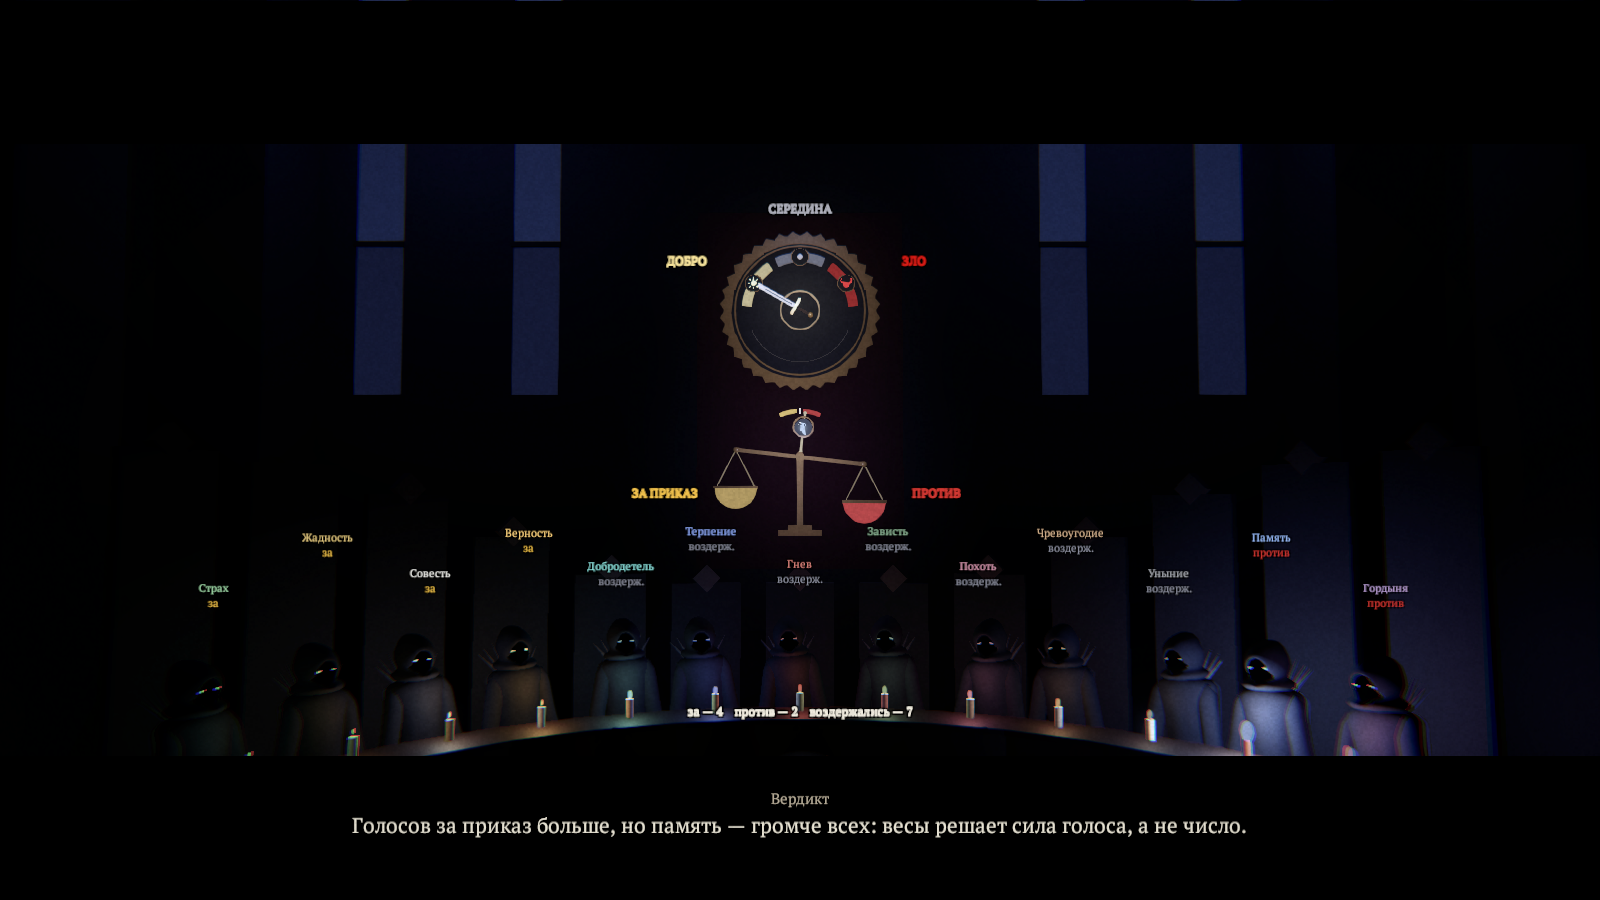 СЕРЕДИНА
ДОБРО
ЗЛО
ЗА ПРИКАЗ
ПРОТИВ
Страх
за
Жадность
за
Совесть
за
Верность
за
Добродетель
воздерж.
Терпение
воздерж.
Гнев
воздерж.
Зависть
воздерж.
Похоть
воздерж.
Чревоугодие
воздерж.
Уныние
воздерж.
Память
против
Гордыня
против
за — 4 против — 2 воздержались — 7
Вердикт
Голосов за приказ больше, но память — громче всех: весы решает сила голоса, а не число.